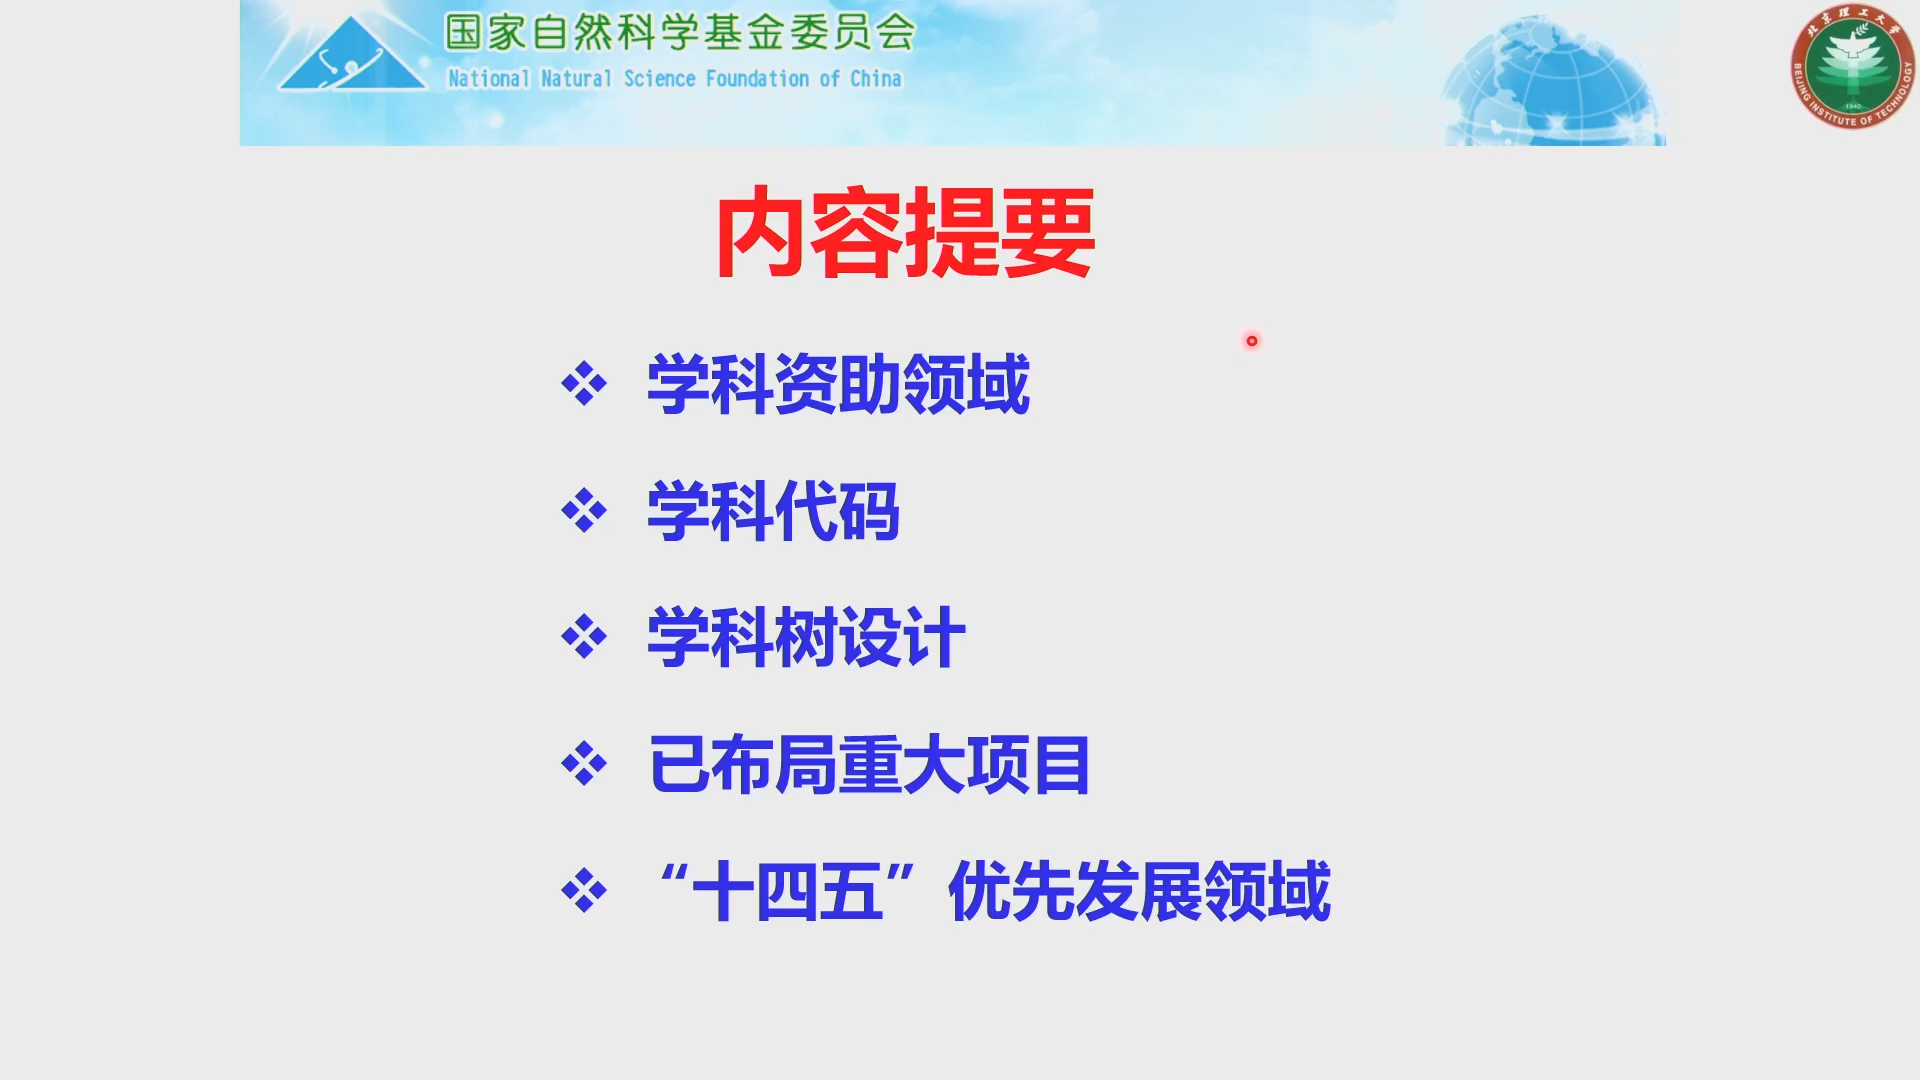 国家自然科学基金委员会
National Natural Science Foundation of China
北京理工大学
BEIJING INSTITUTE OF TECHNOLOGY
1940
内容提要
学科资助领域
学科代码
学科树设计
已布局重大项目
“十四五”优先发展领域